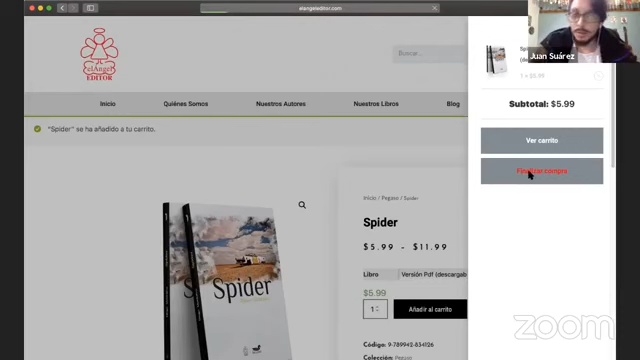 elangeleditor.com
elAngel
EDITOR
Buscar...
Juan Suárez
1 × $5.99
Subtotal: $5.99
Ver carrito
Finalizar compra
Inicio
Quiénes Somos
Nuestros Autores
Nuestros Libros
Blog
"Spider" se ha añadido a tu carrito.
Inicio / Pegaso / Spider
Spider
$5.99 - $11.99
Libro
Versión Pdf (descargab
$5.99
1
Añadir al carrito
Spider
Código: 9-789942-834126
Colección: Pegaso
zoom